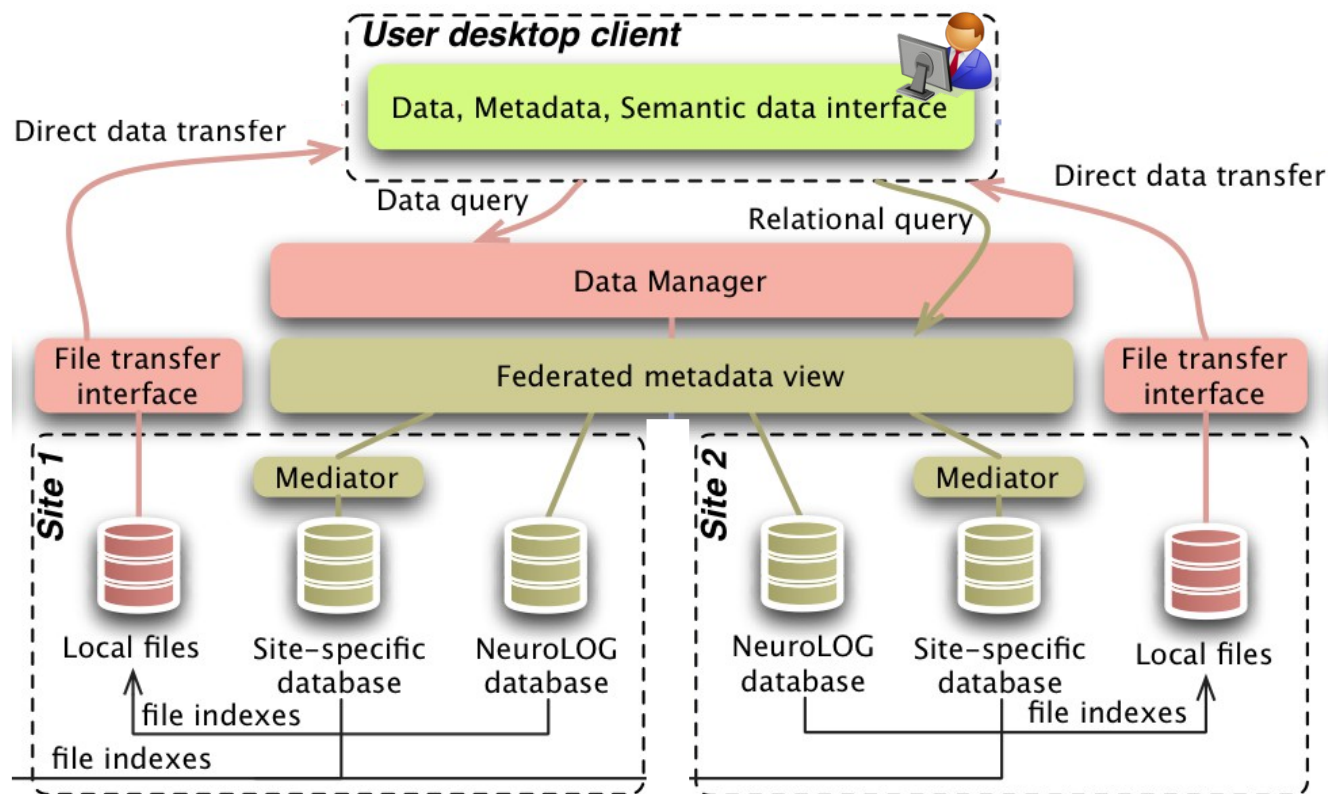 User desktop client
Data, Metadata, Semantic data interface
Direct data transfer
Direct data transfer
Data query
Relational query
Data Manager
File transfer
interface
Federated metadata view
File transfer
interface
Site 1
Mediator
Site 2
Mediator
Local files
Site-specific
database
NeuroLOG
database
NeuroLOG
database
Site-specific
database
Local files
file indexes
file indexes
file indexes